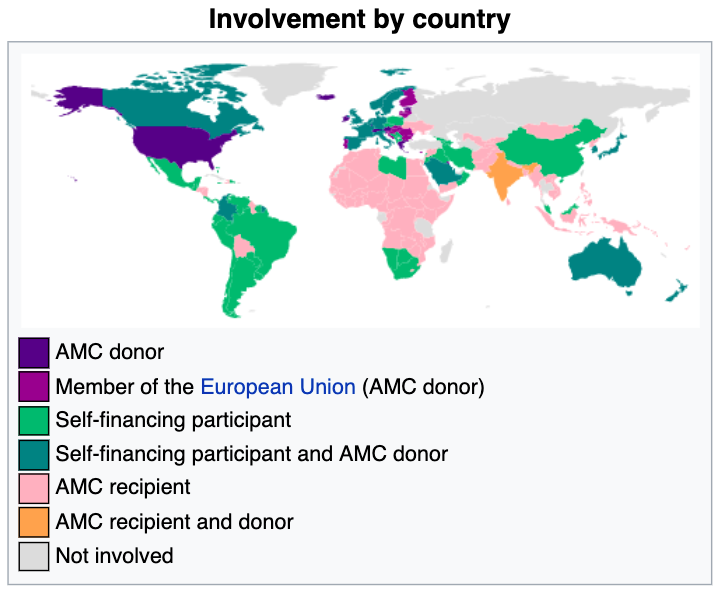 Involvement by country
AMC donor
Member of the European Union (AMC donor)
Self-financing participant
Self-financing participant and AMC donor
AMC recipient
AMC recipient and donor
Not involved